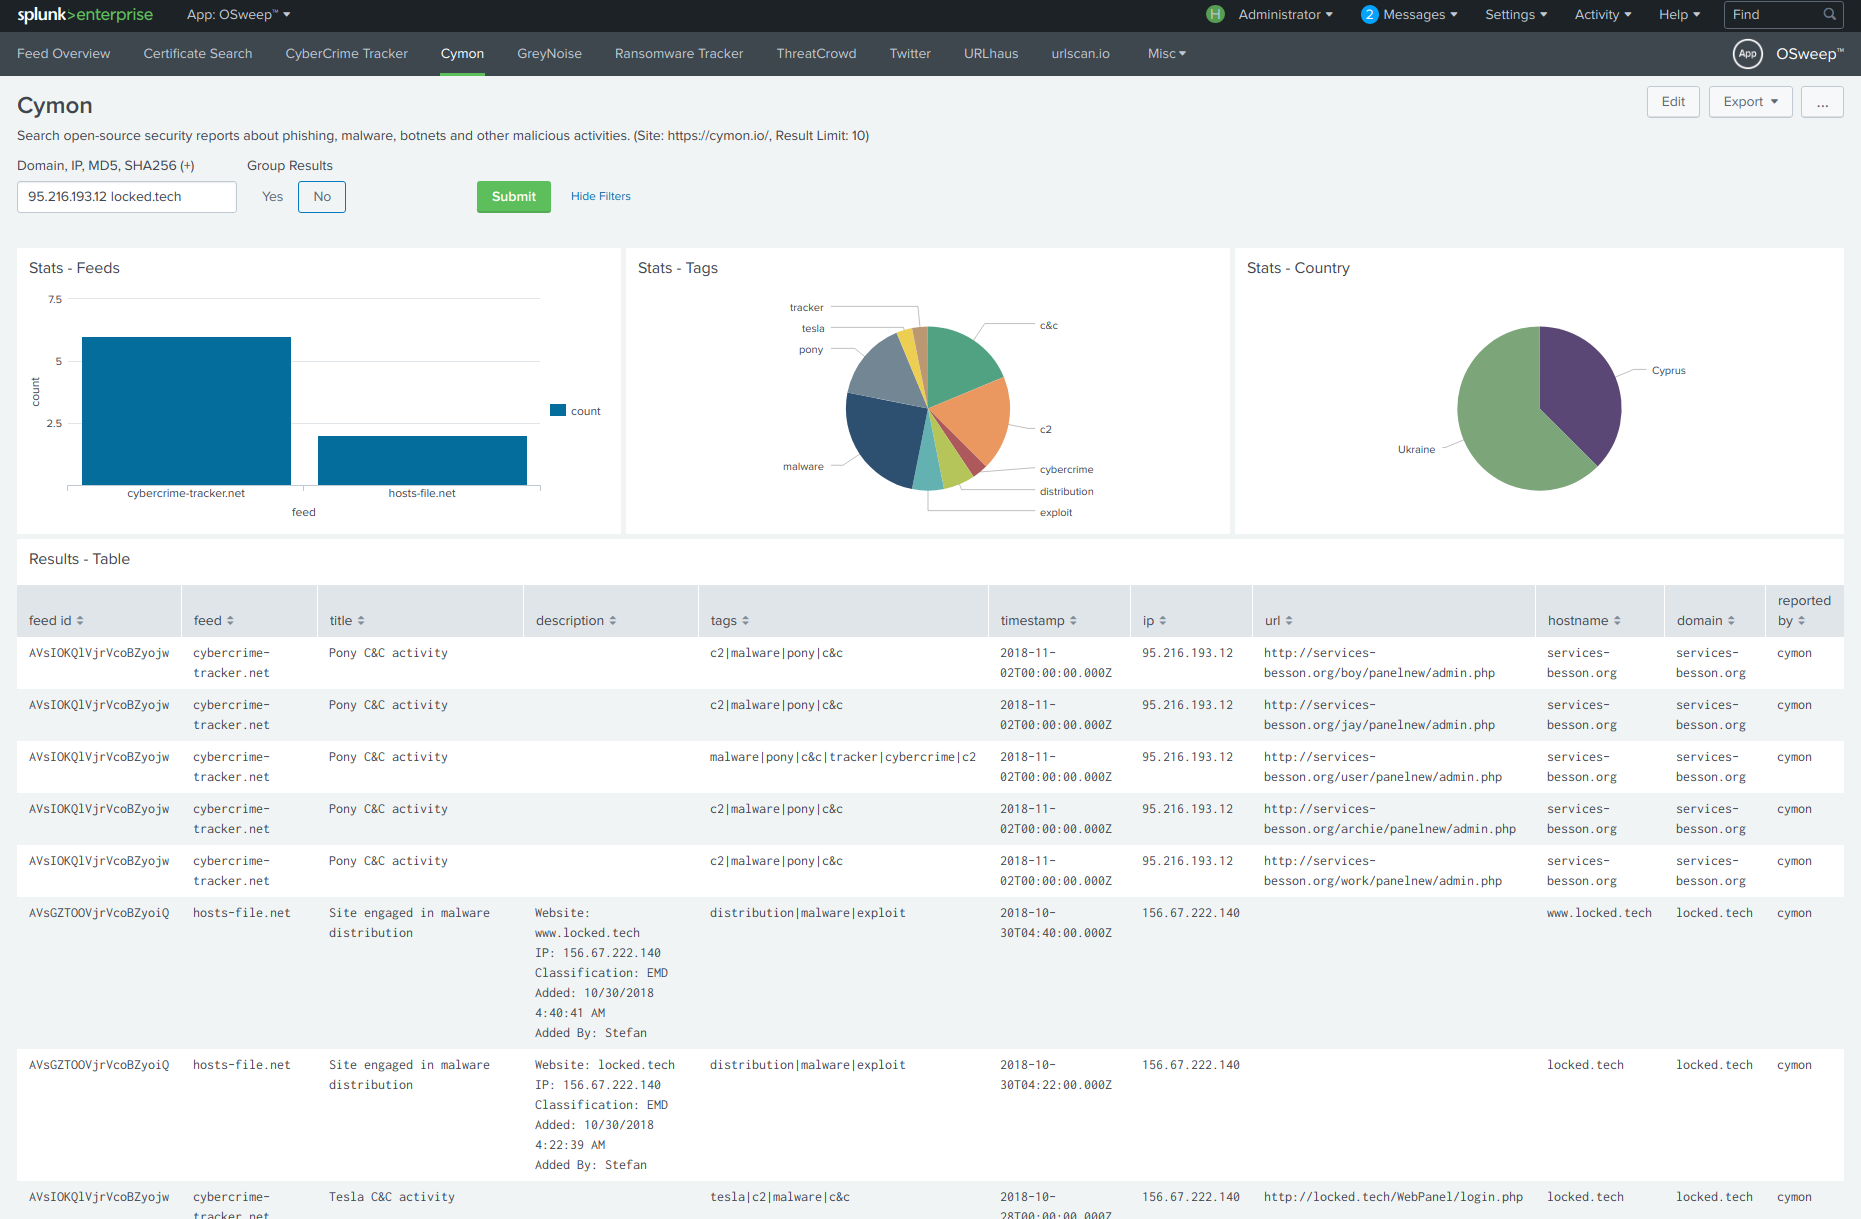 splunk>enterprise App: OSweep™ H Administrator 2 Messages Settings Activity Help Find
Feed Overview Certificate Search CyberCrime Tracker Cymon GreyNoise Ransomware Tracker ThreatCrowd Twitter URLhaus urlscan.io Misc App OSweep™
Cymon Edit Export ...
Search open-source security reports about phishing, malware, botnets and other malicious activities. (Site: https://cymon.io/, Result Limit: 10)
Domain, IP, MD5, SHA256 (+) Group Results
95.216.193.12 locked.tech Yes No Submit Hide Filters
Stats - Feeds
7.5
5
2.5
count
cybercrime-tracker.net hosts-file.net
feed
count
Stats - Tags
tracker
tesla
pony
malware
c&c
c2
cybercrime
distribution
exploit
Stats - Country
Cyprus
Ukraine
Results - Table
feed id feed title description tags timestamp ip url hostname domain reported
by
AVsIOKQlVjrVcoBZyojw cybercrime- Pony C&C activity c2|malware|pony|c&c 2018-11- 95.216.193.12 http://services- services- services- cymon
tracker.net 02T00:00:00.000Z besson.org/boy/panelnew/admin.php besson.org besson.org
AVsIOKQlVjrVcoBZyojw cybercrime- Pony C&C activity c2|malware|pony|c&c 2018-11- 95.216.193.12 http://services- services- services- cymon
tracker.net 02T00:00:00.000Z besson.org/jay/panelnew/admin.php besson.org besson.org
AVsIOKQlVjrVcoBZyojw cybercrime- Pony C&C activity malware|pony|c&c|tracker|cybercrime|c2 2018-11- 95.216.193.12 http://services- services- services- cymon
tracker.net 02T00:00:00.000Z besson.org/user/panelnew/admin.php besson.org besson.org
AVsIOKQlVjrVcoBZyojw cybercrime- Pony C&C activity c2|malware|pony|c&c 2018-11- 95.216.193.12 http://services- services- services- cymon
tracker.net 02T00:00:00.000Z besson.org/archie/panelnew/admin.php besson.org besson.org
AVsIOKQlVjrVcoBZyojw cybercrime- Pony C&C activity c2|malware|pony|c&c 2018-11- 95.216.193.12 http://services- services- services- cymon
tracker.net 02T00:00:00.000Z besson.org/work/panelnew/admin.php besson.org besson.org
AVsGZTOOVjrVcoBZyoiQ hosts-file.net Site engaged in malware Website: distribution|malware|exploit 2018-10- 156.67.222.140 www.locked.tech locked.tech cymon
distribution www.locked.tech 30T04:40:00.000Z
IP: 156.67.222.140
Classification: EMD
Added: 10/30/2018
4:40:41 AM
Added By: Stefan
AVsGZTOOVjrVcoBZyoiQ hosts-file.net Site engaged in malware Website: locked.tech distribution|malware|exploit 2018-10- 156.67.222.140 locked.tech locked.tech cymon
distribution IP: 156.67.222.140 30T04:22:00.000Z
Classification: EMD
Added: 10/30/2018
4:22:39 AM
Added By: Stefan
AVsIOKQlVjrVcoBZyojw cybercrime- Tesla C&C activity tesla|c2|malware|c&c 2018-10- 156.67.222.140 http://locked.tech/WebPanel/login.php locked.tech locked.tech cymon
tracker.net 28T00:00:00.000Z